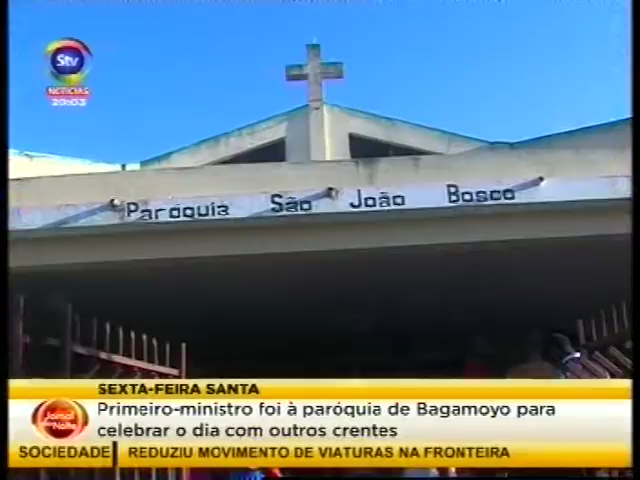 Stv
NOTÍCIAS
20:03
Paróquia São João Bosco
SEXTA-FEIRA SANTA
Primeiro-ministro foi à paróquia de Bagamoyo para
celebrar o dia com outros crentes
Jornal
da Noite
SOCIEDADE REDUZIU MOVIMENTO DE VIATURAS NA FRONTEIRA